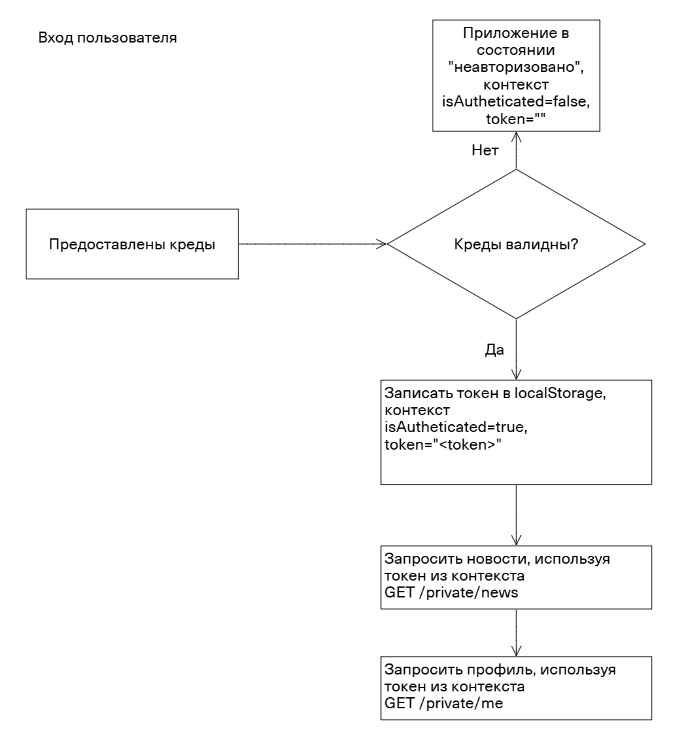 Вход пользователя
Приложение в
состоянии
"неавторизовано",
контекст
isAutheticated=false,
token=""
Нет
Предоставлены креды
Креды валидны?
Да
Записать токен в localStorage,
контекст
isAutheticated=true,
token="<token>"
Запросить новости, используя
токен из контекста
GET /private/news
Запросить профиль, используя
токен из контекста
GET /private/me